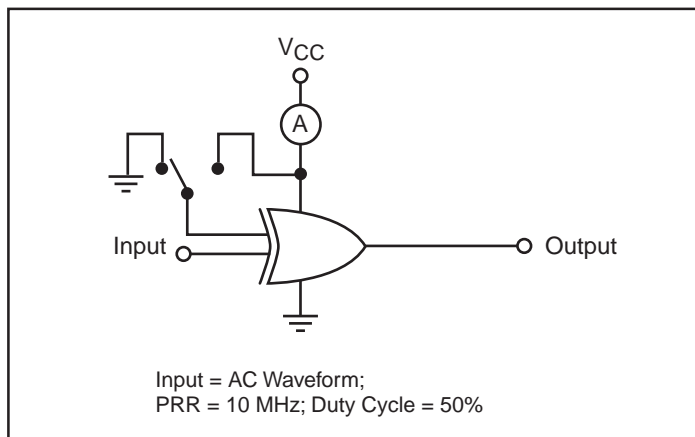 VCC
A
Input
Output
Input = AC Waveform;
PRR = 10 MHz; Duty Cycle = 50%